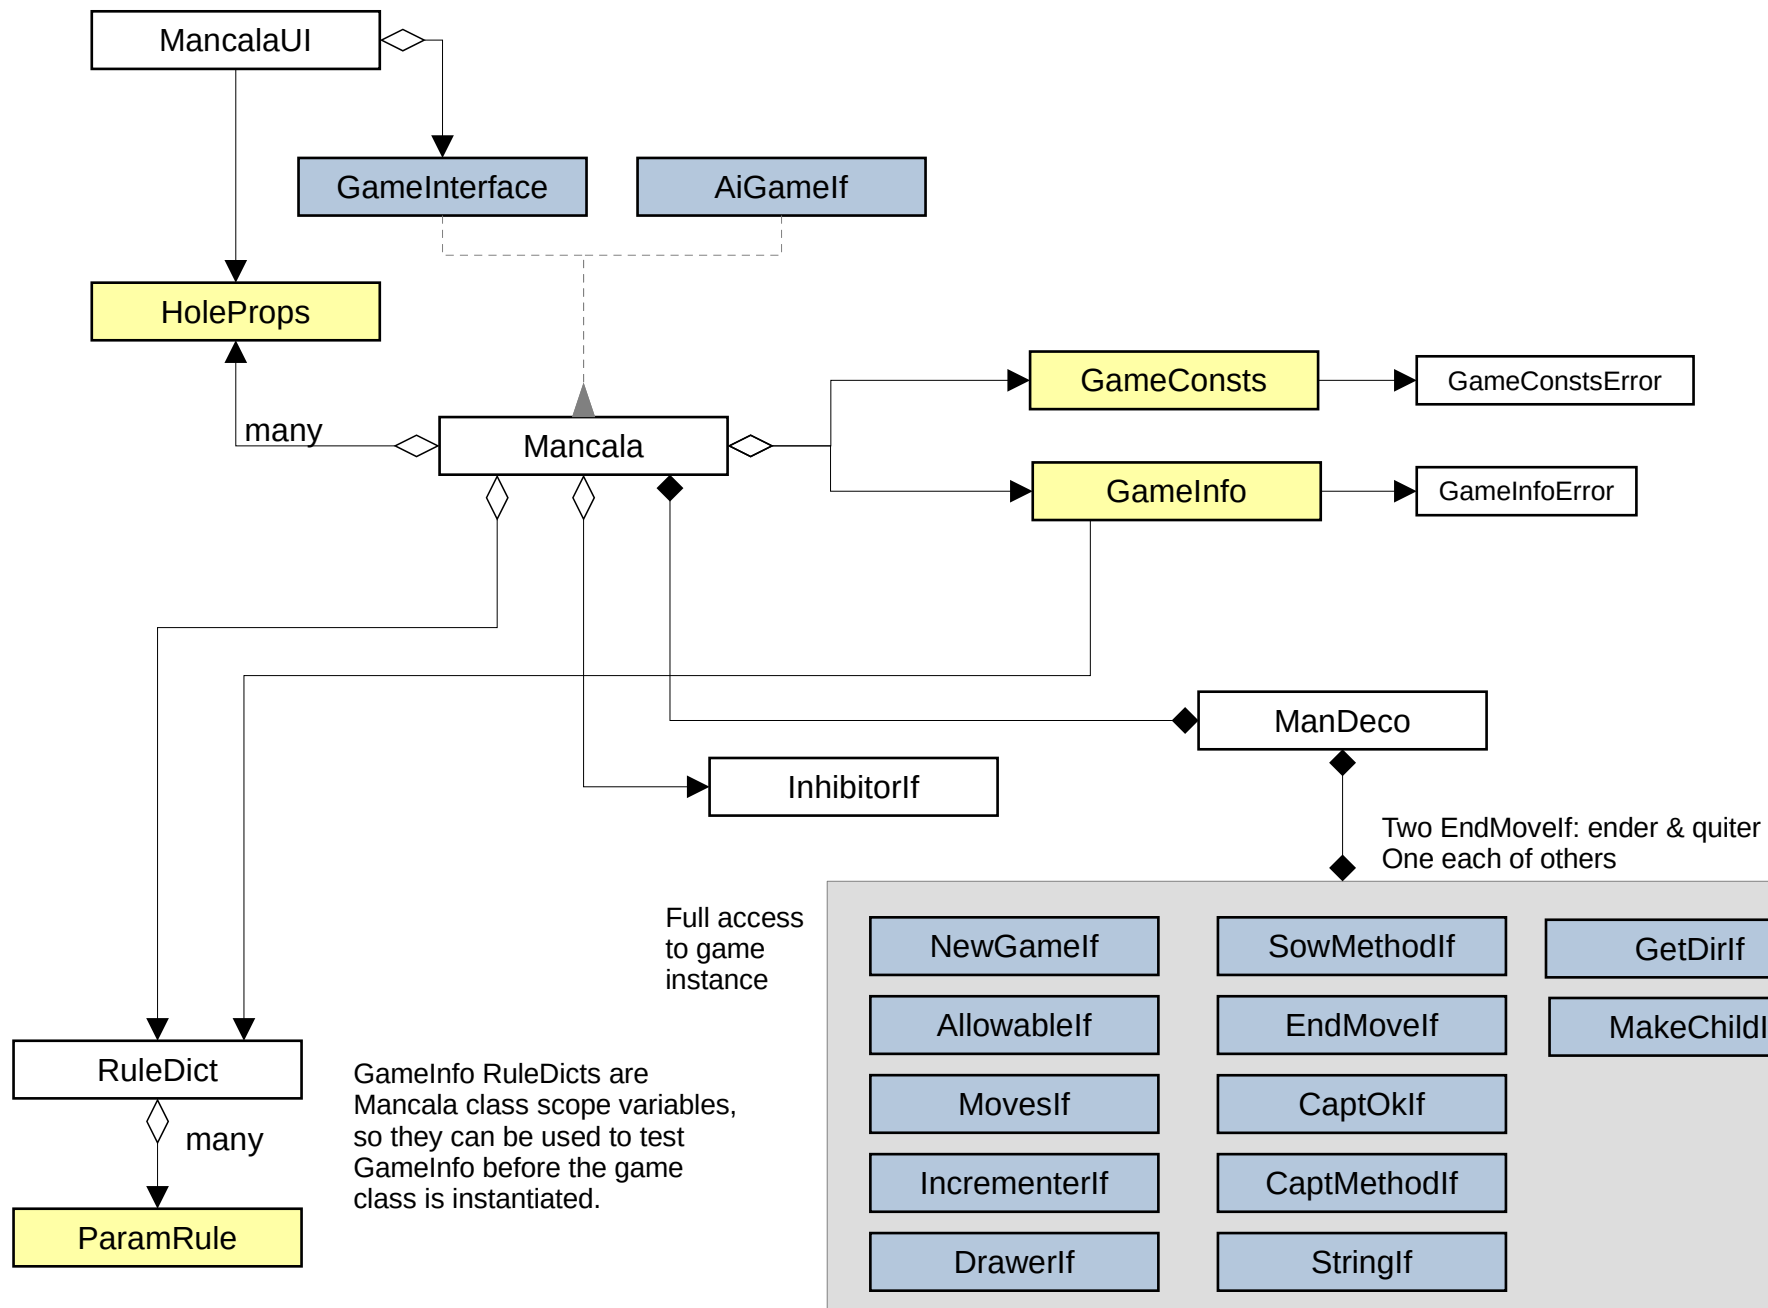 MancalaUI
GameInterface
AiGameIf
HoleProps
many
Mancala
GameConsts
GameConstsError
GameInfo
GameInfoError
ManDeco
InhibitorIf
Two EndMoveIf: ender & quiter
One each of others
Full access
to game
instance
NewGameIf
SowMethodIf
GetDirIf
AllowableIf
EndMoveIf
MakeChildI
MovesIf
CaptOkIf
IncrementerIf
CaptMethodIf
DrawerIf
StringIf
RuleDict
many
ParamRule
GameInfo RuleDicts are
Mancala class scope variables,
so they can be used to test
GameInfo before the game
class is instantiated.